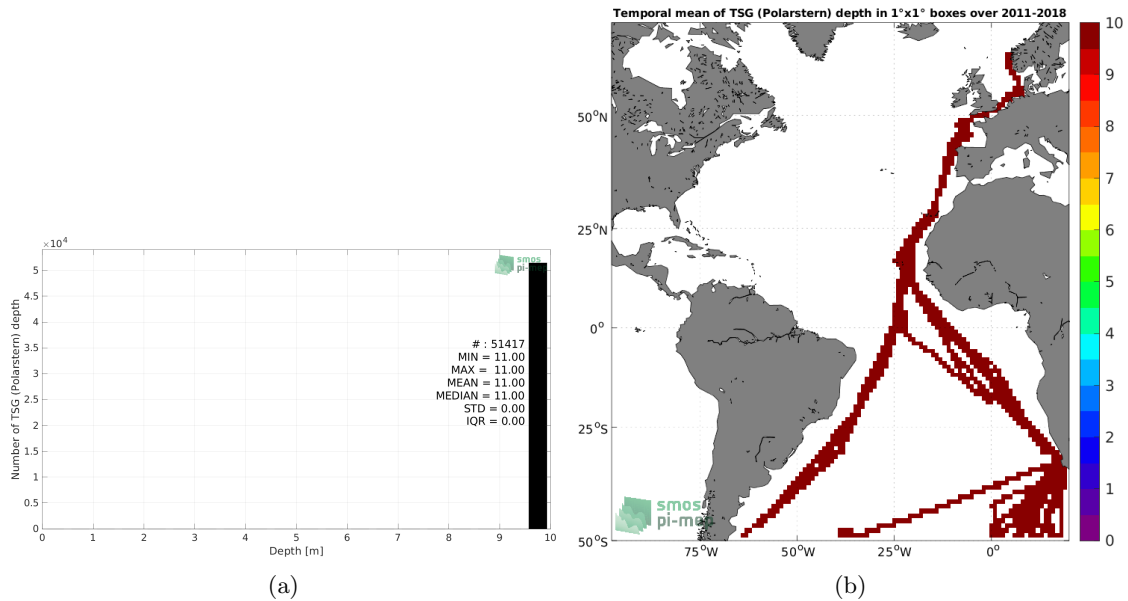 ×10⁴
5
4.5
4
3.5
3
2.5
2
1.5
1
0.5
0
Number of TSG (Polarstern) depth
smos
pi-mep
# : 51417
MIN = 11.00
MAX = 11.00
MEAN = 11.00
MEDIAN = 11.00
STD = 0.00
IQR = 0.00
0 1 2 3 4 5 6 7 8 9 10
Depth [m]
(a)
Temporal mean of TSG (Polarstern) depth in 1°x1° boxes over 2011-2018
50°N
25°N
0°
25°S
50°S
75°W 50°W 25°W 0°
smos
pi-mep
10
9
8
7
6
5
4
3
2
1
0
(b)